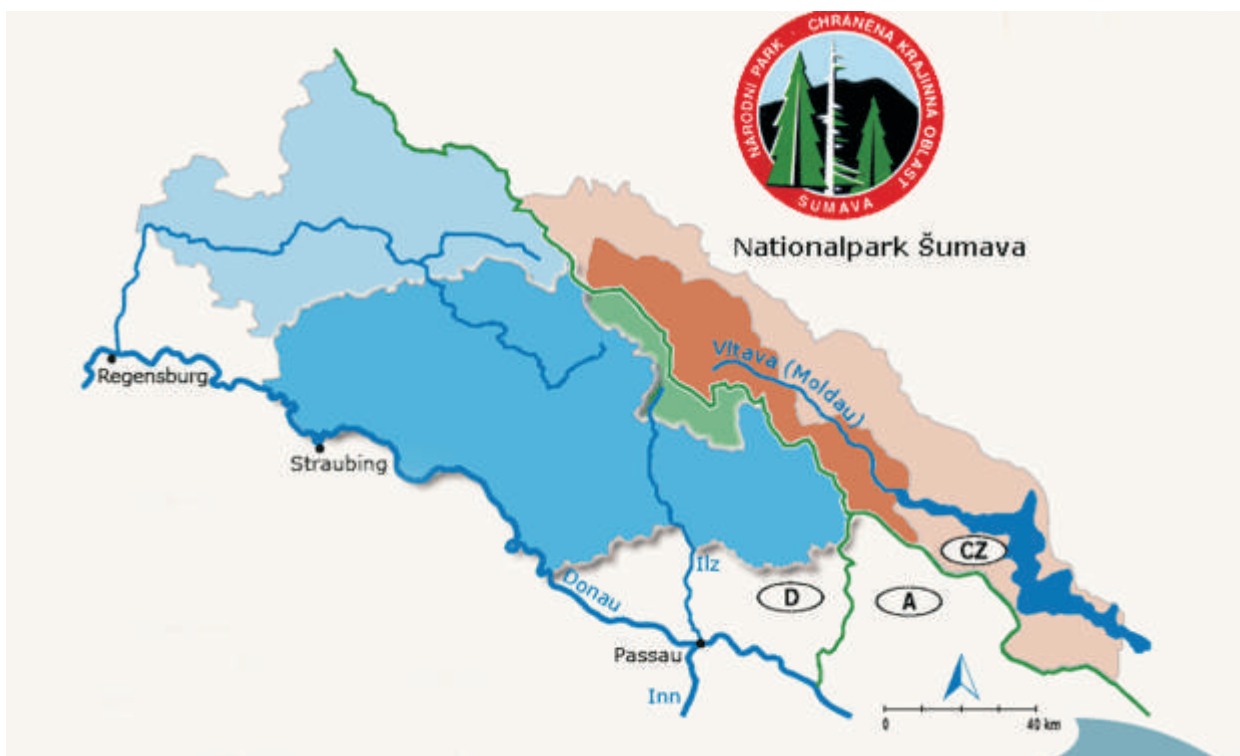 NÁRODNÍ PARK · CHRÁNĚNÁ KRAJINNÁ OBLAST
ŠUMAVA
Nationalpark Šumava
Vltava (Moldau)
Regensburg
Straubing
CZ
Ilz
Donau
D
A
Passau
Inn
0
40 km